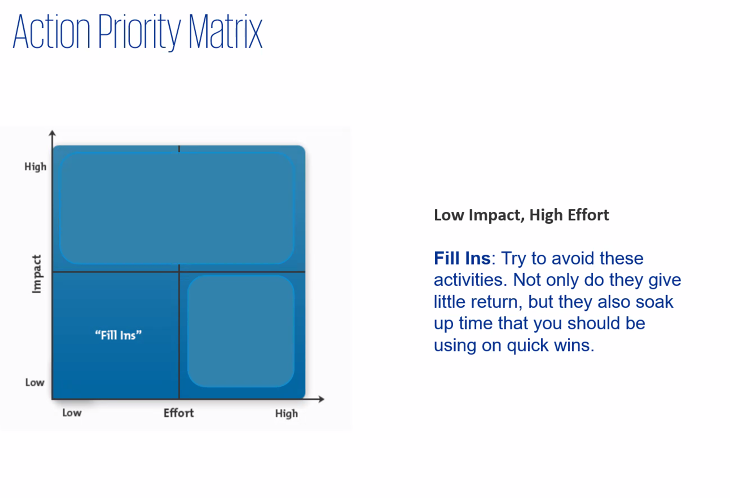 Action Priority Matrix
High
Impact
Low
"Fill Ins"
Low
Effort
High
Low Impact, High Effort
Fill Ins: Try to avoid these
activities. Not only do they give
little return, but they also soak
up time that you should be
using on quick wins.